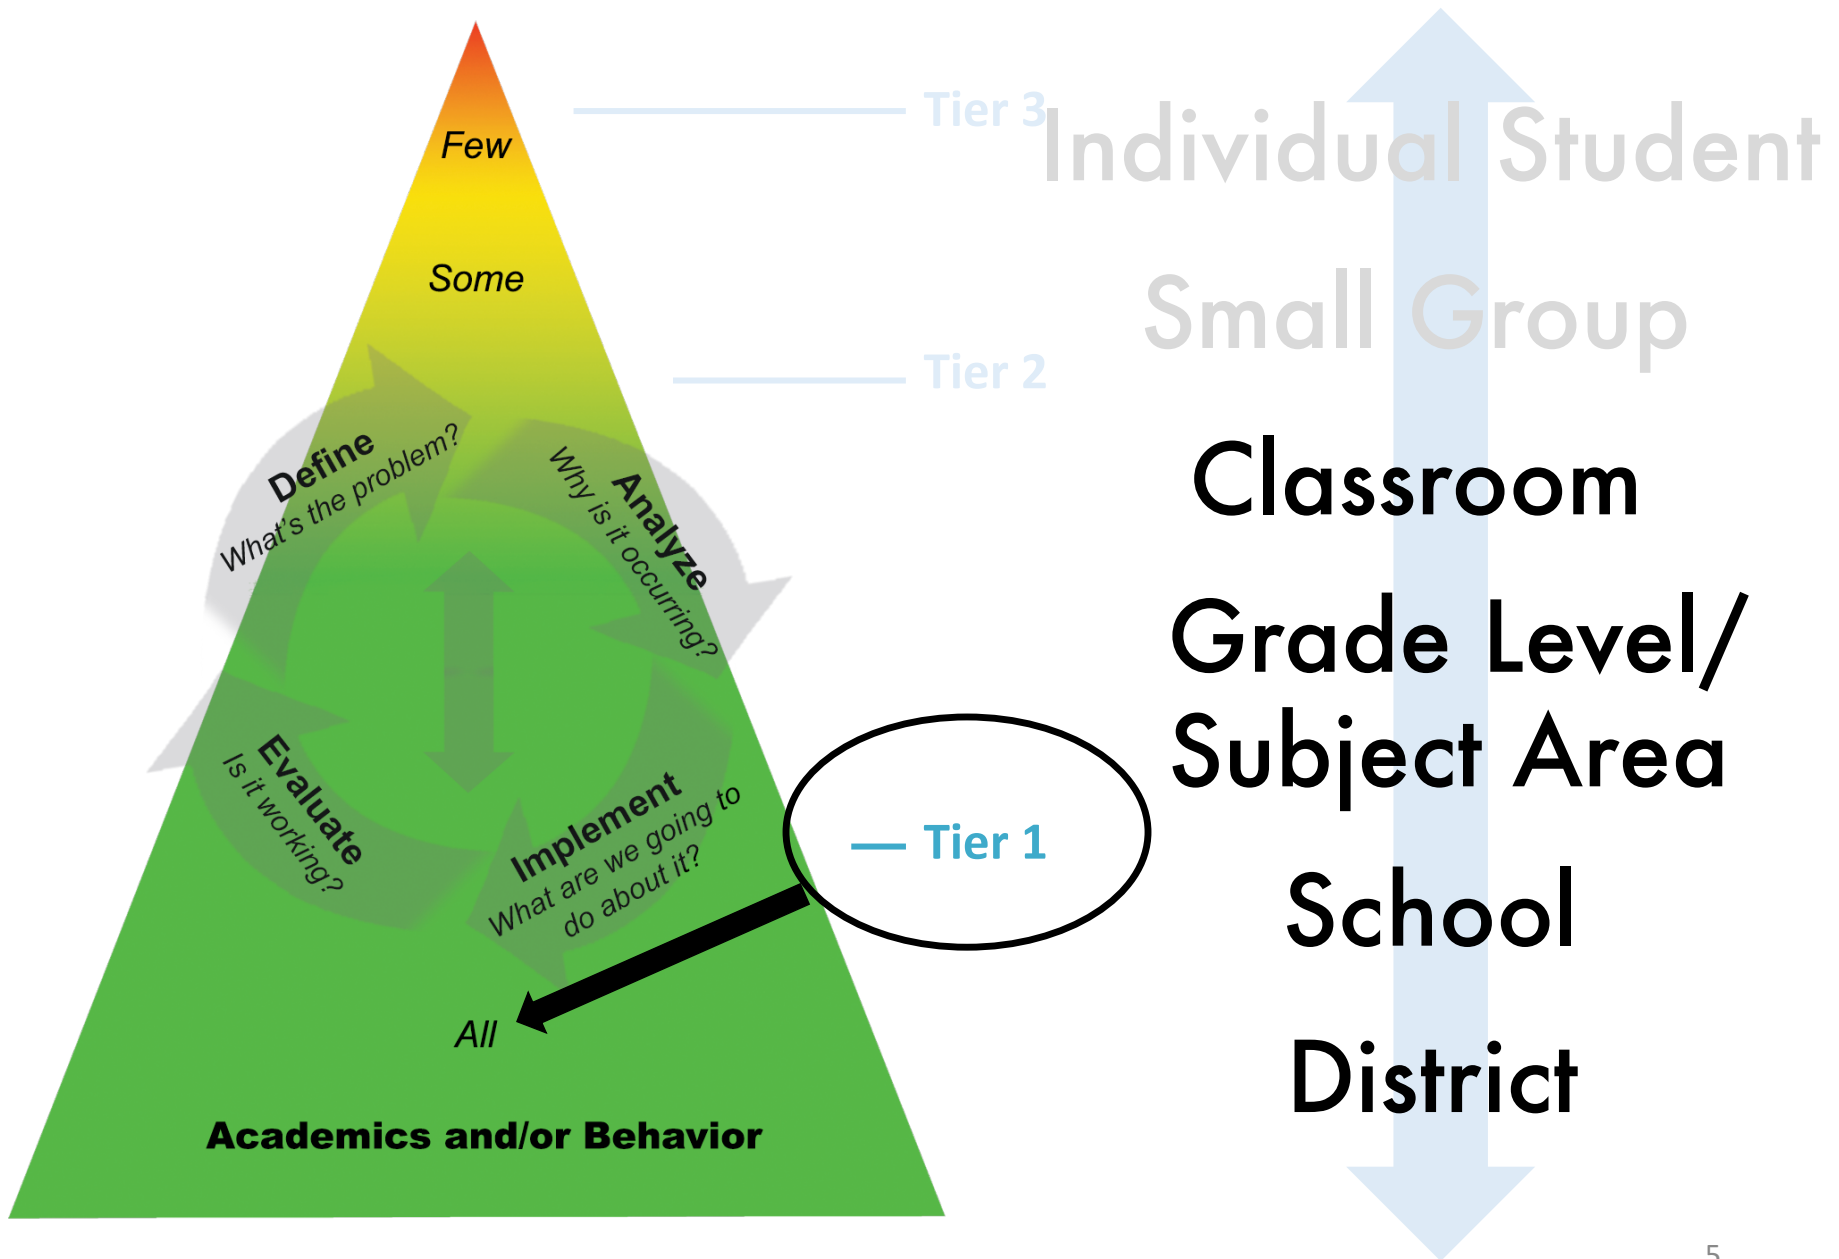 Few
Some
Define
What's the problem?
Analyze
Why is it occurring?
Implement
What are we going to
do about it?
Evaluate
Is it working?
All
Academics and/or Behavior
Tier 3
Tier 2
Tier 1
Individual Student
Small Group
Classroom
Grade Level/
Subject Area
School
District
5